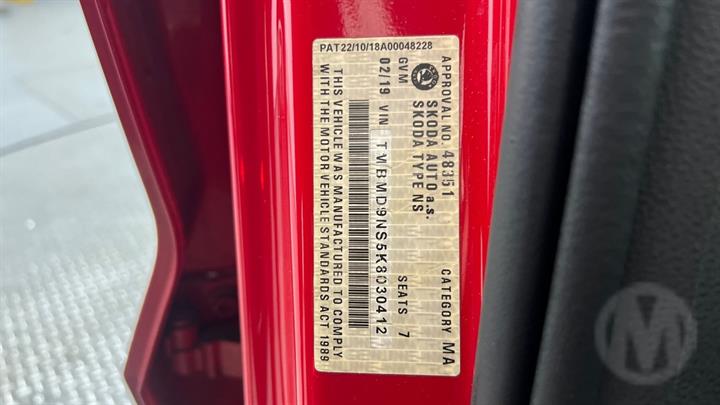 PAT22/10/18A00048228
APPROVAL NO. 48351 CATEGORY MA
SKODA AUTO a.s.
SKODA TYPE NS
GVM SEATS 7
02/19 VIN TMBMD9NS5K8030412
THIS VEHICLE WAS MANUFACTURED TO COMPLY
WITH THE MOTOR VEHICLE STANDARDS ACT 1989.
M